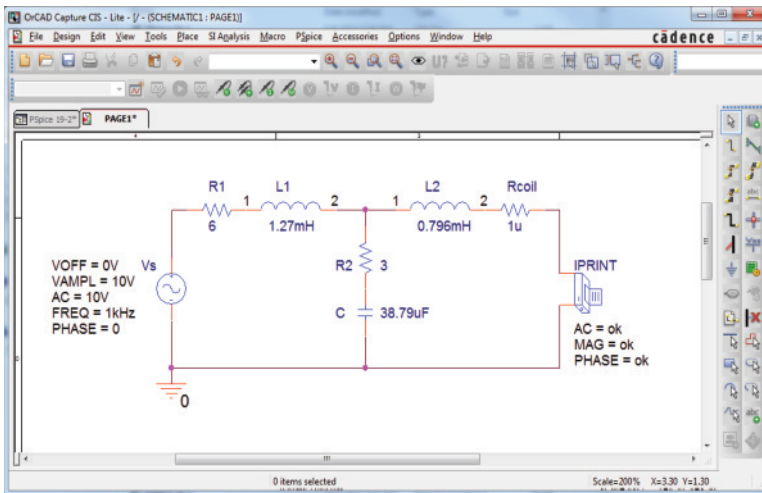 OrCAD Capture CIS - Lite - [/ - (SCHEMATIC1 : PAGE1)]
File Design Edit View Tools Place SI Analysis Macro PSpice Accessories Options Window Help
cādence
U?
PSpice 19-2*
PAGE1*
R1
L1
L2
Rcoil
1
2
1
2
6
1.27mH
0.796mH
1u
VOFF = 0V
Vs
VAMPL = 10V
AC = 10V
FREQ = 1kHz
PHASE = 0
R2
3
IPRINT
C
38.79uF
AC = ok
MAG = ok
PHASE = ok
0
0 items selected
Scale=200% X=3.30 Y=1.30